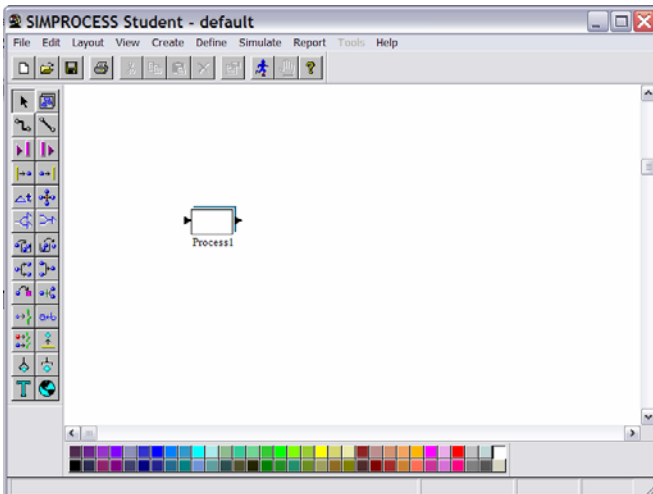 SIMPROCESS Student - default
File Edit Layout View Create Define Simulate Report Tools Help
Process1